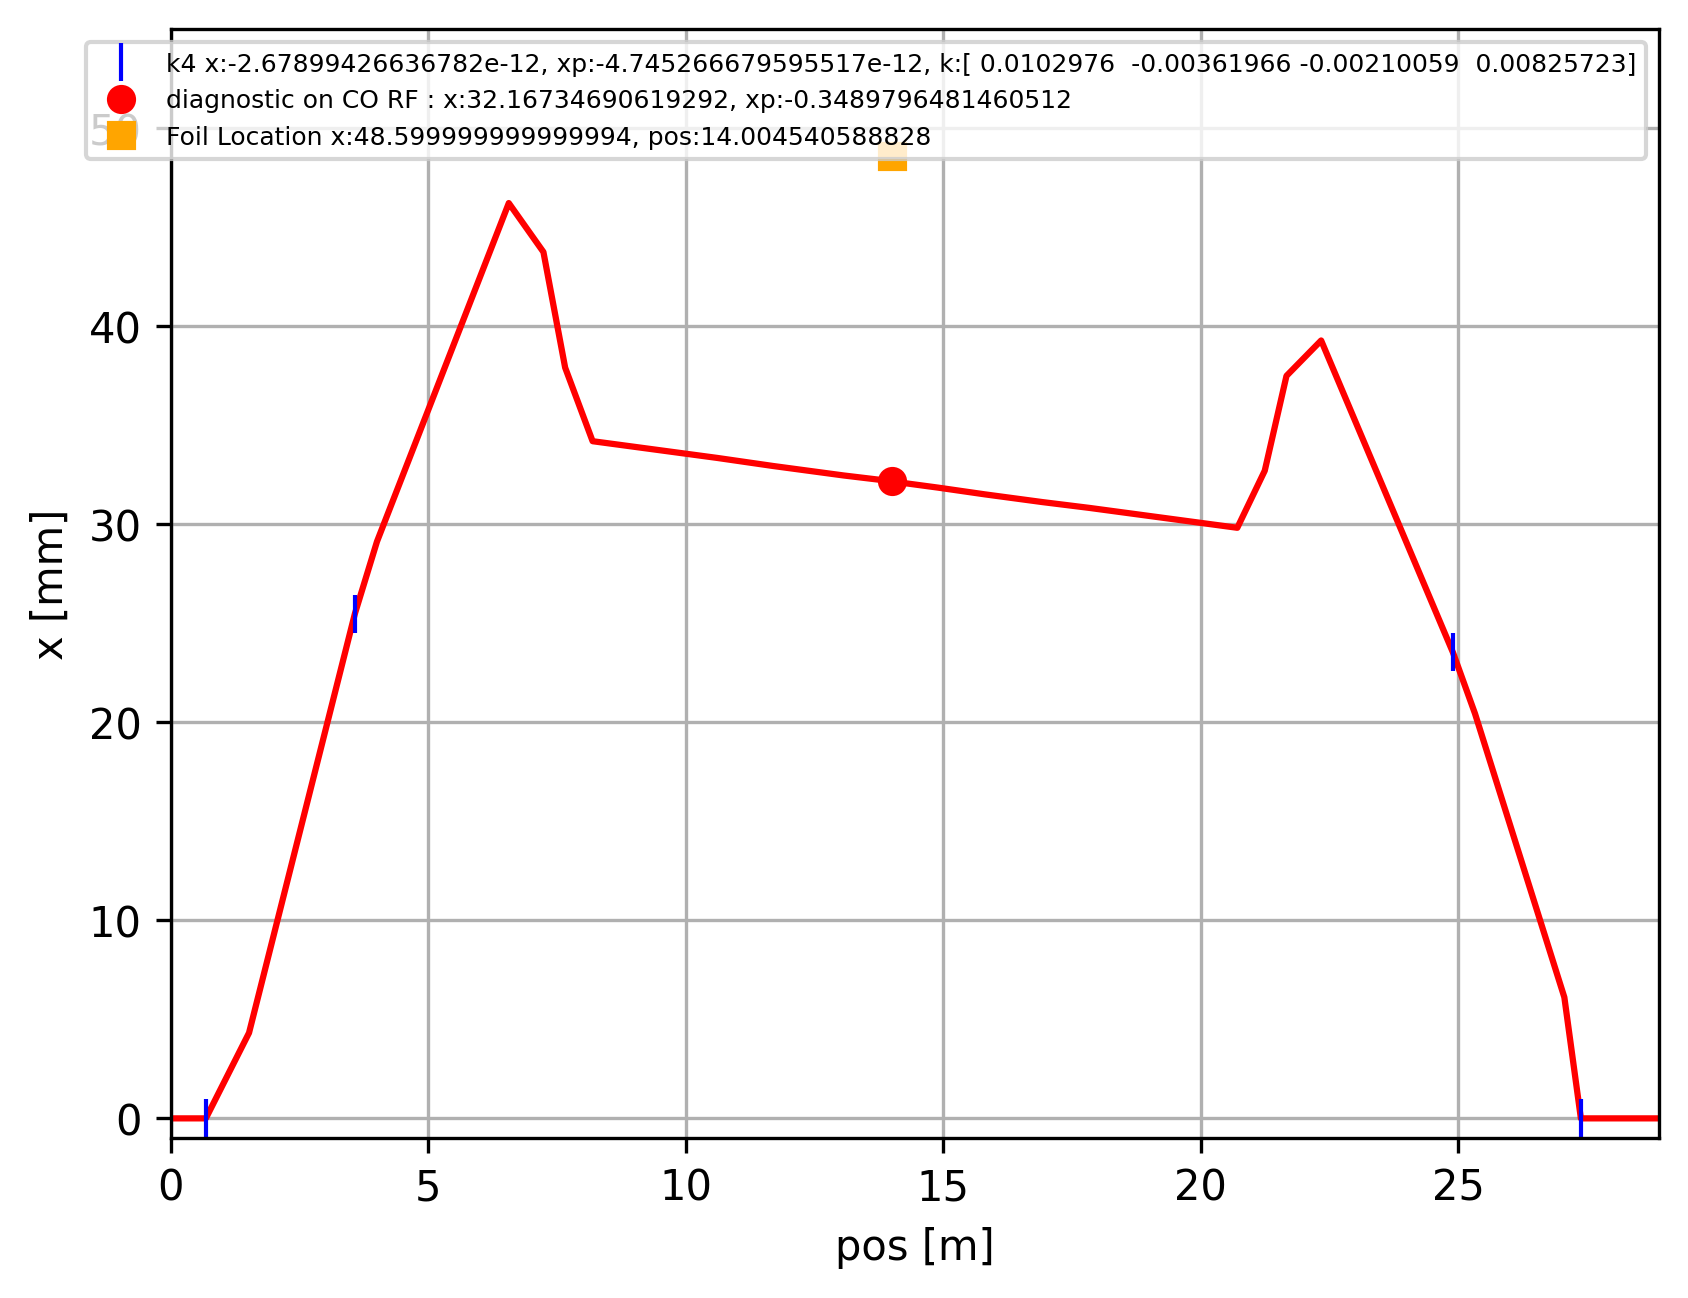 k4 x:-2.67899426636782e-12, xp:-4.745266679595517e-12, k:[ 0.0102976  -0.00361966 -0.00210059  0.00825723]
diagnostic on CO RF : x:32.16734690619292, xp:-0.3489796481460512
Foil Location x:48.599999999999994, pos:14.004540588828
50
40
30
20
10
0
x [mm]
0 5 10 15 20 25
pos [m]